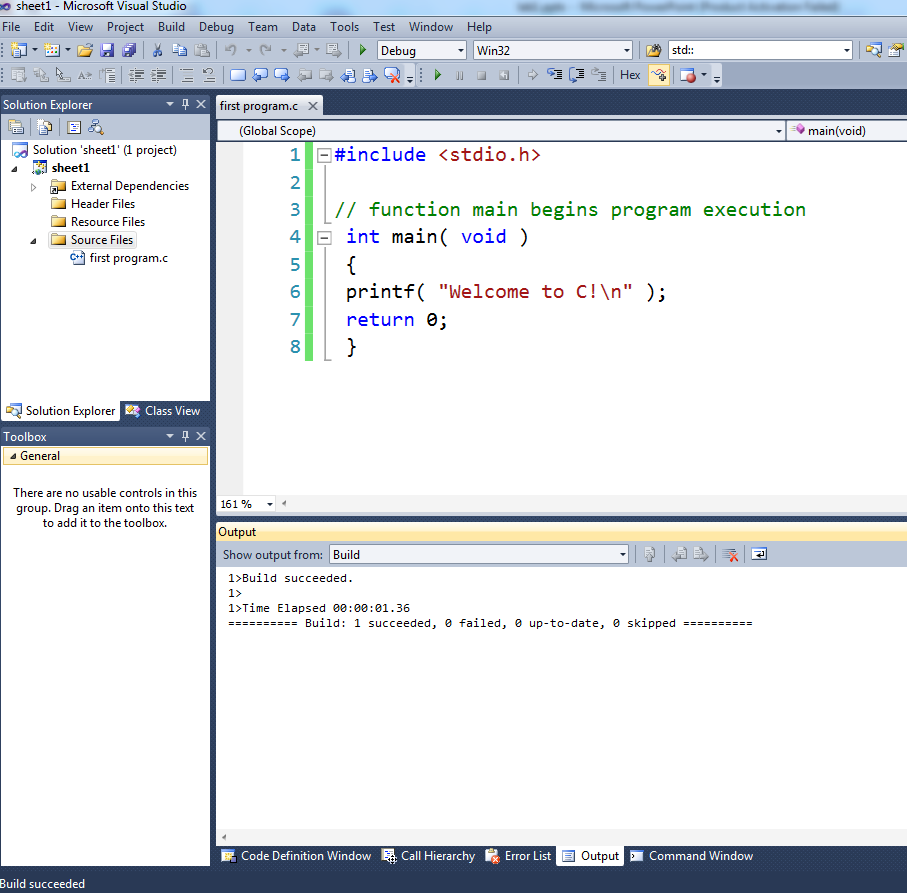 sheet1 - Microsoft Visual Studio
File Edit View Project Build Debug Team Data Tools Test Window Help
Debug Win32 std::
Hex
Solution Explorer
Solution 'sheet1' (1 project)
sheet1
External Dependencies
Header Files
Resource Files
Source Files
first program.c
Solution Explorer Class View
Toolbox
General
There are no usable controls in this
group. Drag an item onto this text
to add it to the toolbox.
first program.c
(Global Scope) main(void)
1 #include <stdio.h>
2
3 // function main begins program execution
4 int main( void )
5 {
6 printf( "Welcome to C!\n" );
7 return 0;
8 }
161 %
Output
Show output from: Build
1>Build succeeded.
1>
1>Time Elapsed 00:00:01.36
========== Build: 1 succeeded, 0 failed, 0 up-to-date, 0 skipped ==========
Code Definition Window Call Hierarchy Error List Output Command Window
Build succeeded